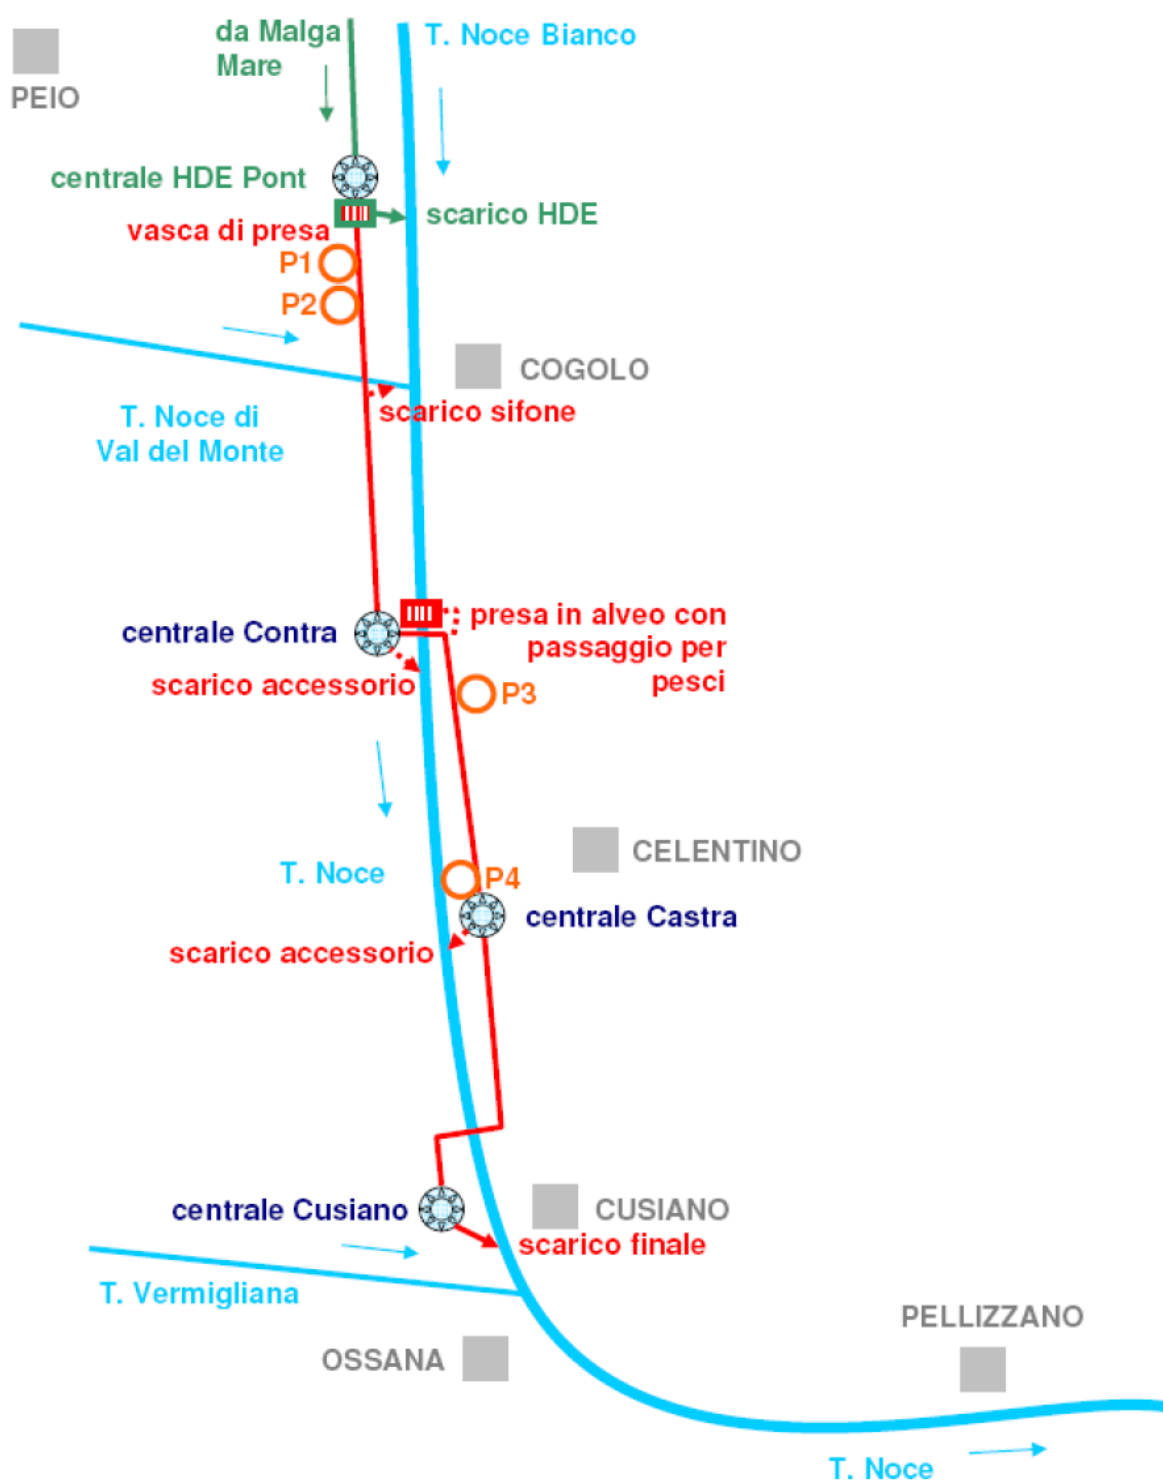 da Malga
Mare
T. Noce Bianco
PEIO
centrale HDE Pont
scarico HDE
vasca di presa
P1
P2
COGOLO
scarico sifone
T. Noce di
Val del Monte
centrale Contra
presa in alveo con
passaggio per
pesci
scarico accessorio
P3
CELENTINO
T. Noce
P4
centrale Castra
scarico accessorio
centrale Cusiano
CUSIANO
scarico finale
T. Vermigliana
PELLIZZANO
OSSANA
T. Noce